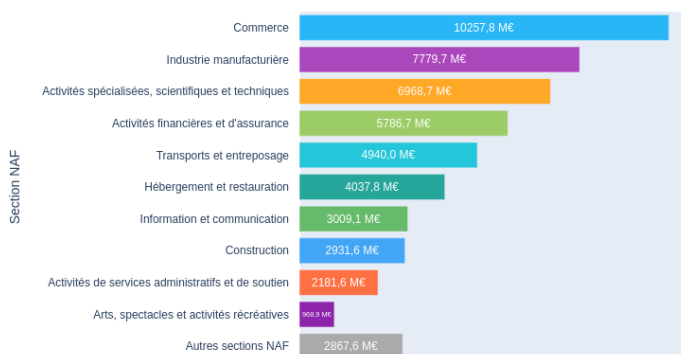 Section NAF
Commerce 10257,8 M€
Industrie manufacturière 7779,7 M€
Activités spécialisées, scientifiques et techniques 6968,7 M€
Activités financières et d'assurance 5786,7 M€
Transports et entreposage 4940,0 M€
Hébergement et restauration 4037,8 M€
Information et communication 3009,1 M€
Construction 2931,6 M€
Activités de services administratifs et de soutien 2181,6 M€
Arts, spectacles et activités récréatives 968,9 M€
Autres sections NAF 2867,6 M€